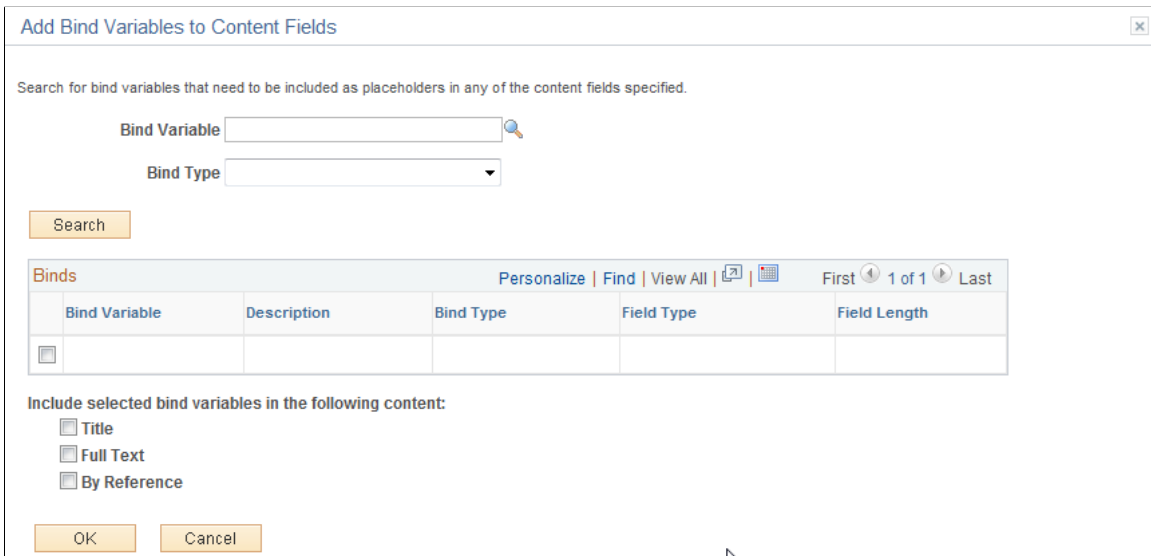 Add Bind Variables to Content Fields
Search for bind variables that need to be included as placeholders in any of the content fields specified.
Bind Variable
Bind Type
Search
Binds Personalize | Find | View All | | First 1 of 1 Last
Bind Variable Description Bind Type Field Type Field Length
Include selected bind variables in the following content:
Title
Full Text
By Reference
OK Cancel